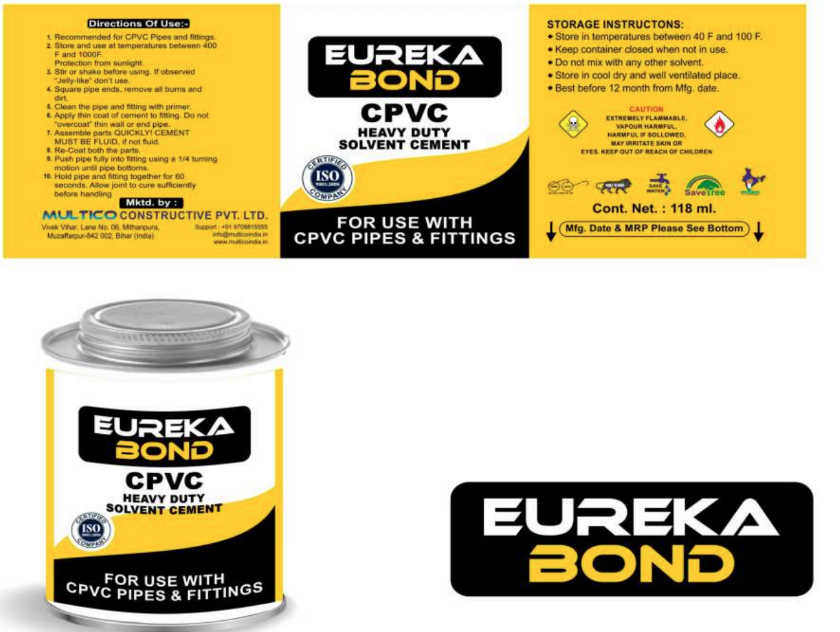 Directions Of Use:-
1. Recommended for CPVC Pipes and fittings.
2. Store and use at temperatures between 400
F and 1000F.
Protection from sunlight.
3. Stir or shake before using. If observed
"Jelly-like" don't use.
4. Square pipe ends, remove all burns and
dirt.
5. Clean the pipe and fitting with primer.
6. Apply thin coat of cement to fitting. Do not
"overcoat" thin wall or end pipe.
7. Assemble parts QUICKLY! CEMENT
MUST BE FLUID, if not fluid.
8. Re-Coat both the parts.
9. Push pipe fully into fitting using a 1/4 turning
motion until pipe bottoms.
10. Hold pipe and fitting together for 60
seconds. Allow joint to cure sufficiently
before handling
Mktd. by :
MULTICO CONSTRUCTIVE PVT. LTD.
Vivek Vihar, Lane No. 06, Mithanpura,
Muzaffarpur-842 002, Bihar (India)
Support : +91 9709815555
info@multicoindia.in
www.multicoindia.in
EUREKA
BOND
CPVC
HEAVY DUTY
SOLVENT CEMENT
CERTIFIED
ISO
9001:2008
COMPANY
FOR USE WITH
CPVC PIPES & FITTINGS
STORAGE INSTRUCTONS:
Store in temperatures between 40 F and 100 F.
Keep container closed when not in use.
Do not mix with any other solvent.
Store in cool dry and well ventilated place.
Best before 12 month from Mfg. date.
CAUTION
EXTREMELY FLAMMABLE,
VAPOUR HARMFUL,
HARMFUL IF SOLLOWED,
MAY IRRITATE SKIN OR
EYES. KEEP OUT OF REACH OF CHILDREN
SAVE
WATER
SaveTree
Cont. Net. : 118 ml.
Mfg. Date & MRP Please See Bottom
EUREKA
BOND
CPVC
HEAVY DUTY
SOLVENT CEMENT
CERTIFIED
ISO
9001:2008
COMPANY
FOR USE WITH
CPVC PIPES & FITTINGS
EUREKA
BOND